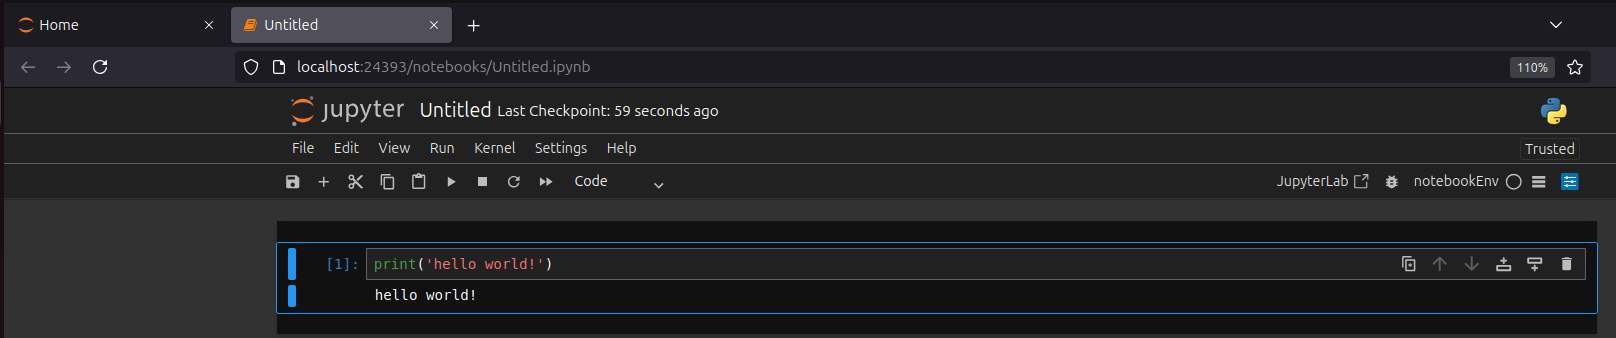 Home Untitled
localhost:24393/notebooks/Untitled.ipynb 110%
jupyter Untitled Last Checkpoint: 59 seconds ago
File Edit View Run Kernel Settings Help Trusted
Code JupyterLab notebookEnv
[1]: print('hello world!')
hello world!